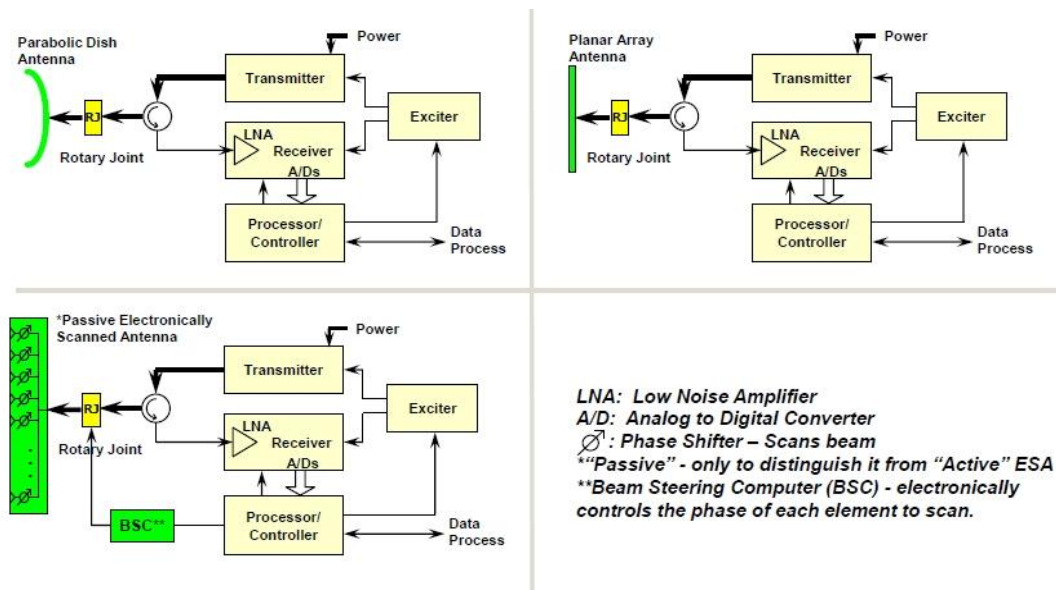 Parabolic Dish
Antenna
Power
Transmitter
RJ
Rotary Joint
LNA
Receiver
A/Ds
Exciter
Processor/
Controller
Data
Process
Planar Array
Antenna
Power
Transmitter
RJ
Rotary Joint
LNA
Receiver
A/Ds
Exciter
Processor/
Controller
Data
Process
*Passive Electronically
Scanned Antenna
Power
Transmitter
RJ
Rotary Joint
LNA
Receiver
A/Ds
Exciter
BSC**
Processor/
Controller
Data
Process
LNA: Low Noise Amplifier
A/D: Analog to Digital Converter
: Phase Shifter – Scans beam
*“Passive” - only to distinguish it from “Active” ESA
**Beam Steering Computer (BSC) - electronically
controls the phase of each element to scan.